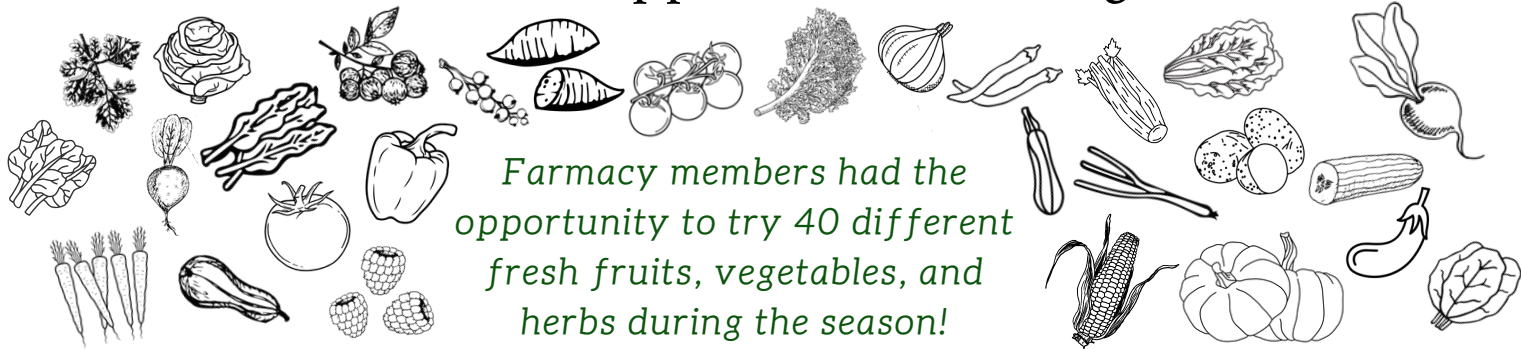 Farmacy members had the
opportunity to try 40 different
fresh fruits, vegetables, and
herbs during the season!